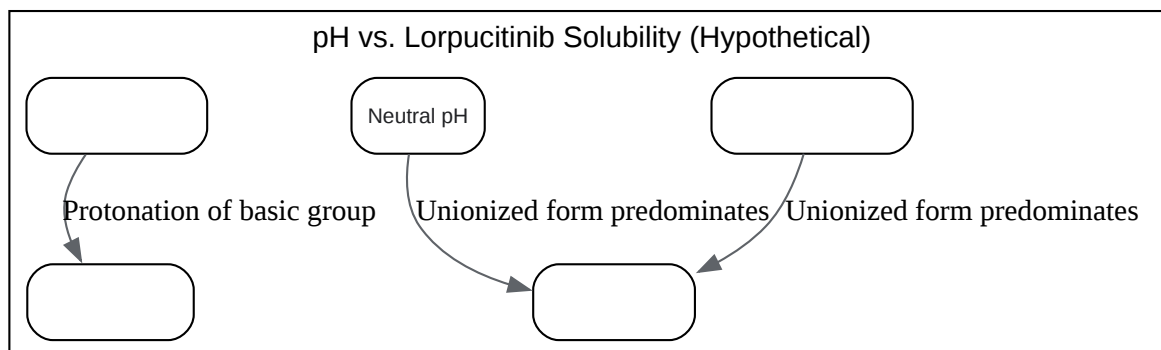 pH vs. Lorpucitinib Solubility (Hypothetical)
Neutral pH
Protonation of basic group
Unionized form predominates
Unionized form predominates